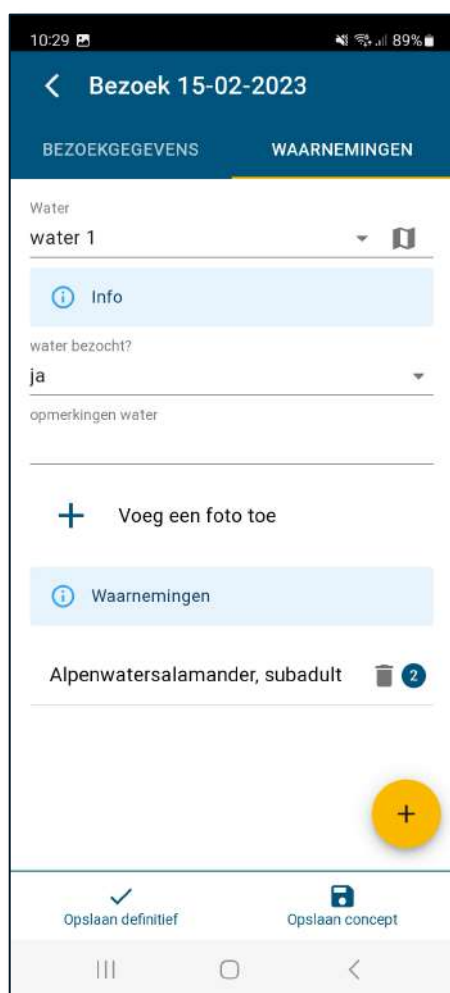 10:29 89%
Bezoek 15-02-2023
BEZOEKGEGEVENS WAARNEMINGEN
Water
water 1
Info
water bezocht?
ja
opmerkingen water
Voeg een foto toe
Waarnemingen
Alpenwatersalamander, subadult 2
Opslaan definitief Opslaan concept